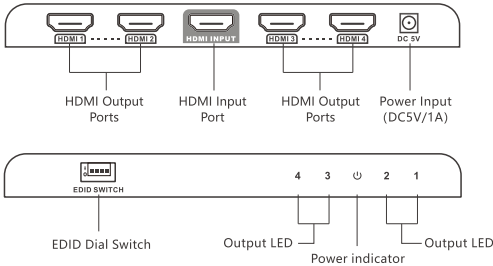 HDMI 1 HDMI 2 HDMI INPUT HDMI 3 HDMI 4 DC 5V
HDMI Output Ports
HDMI Input Port
HDMI Output Ports
Power Input (DC5V/1A)
EDID SWITCH
4 3 2 1
EDID Dial Switch
Output LED
Power indicator
Output LED